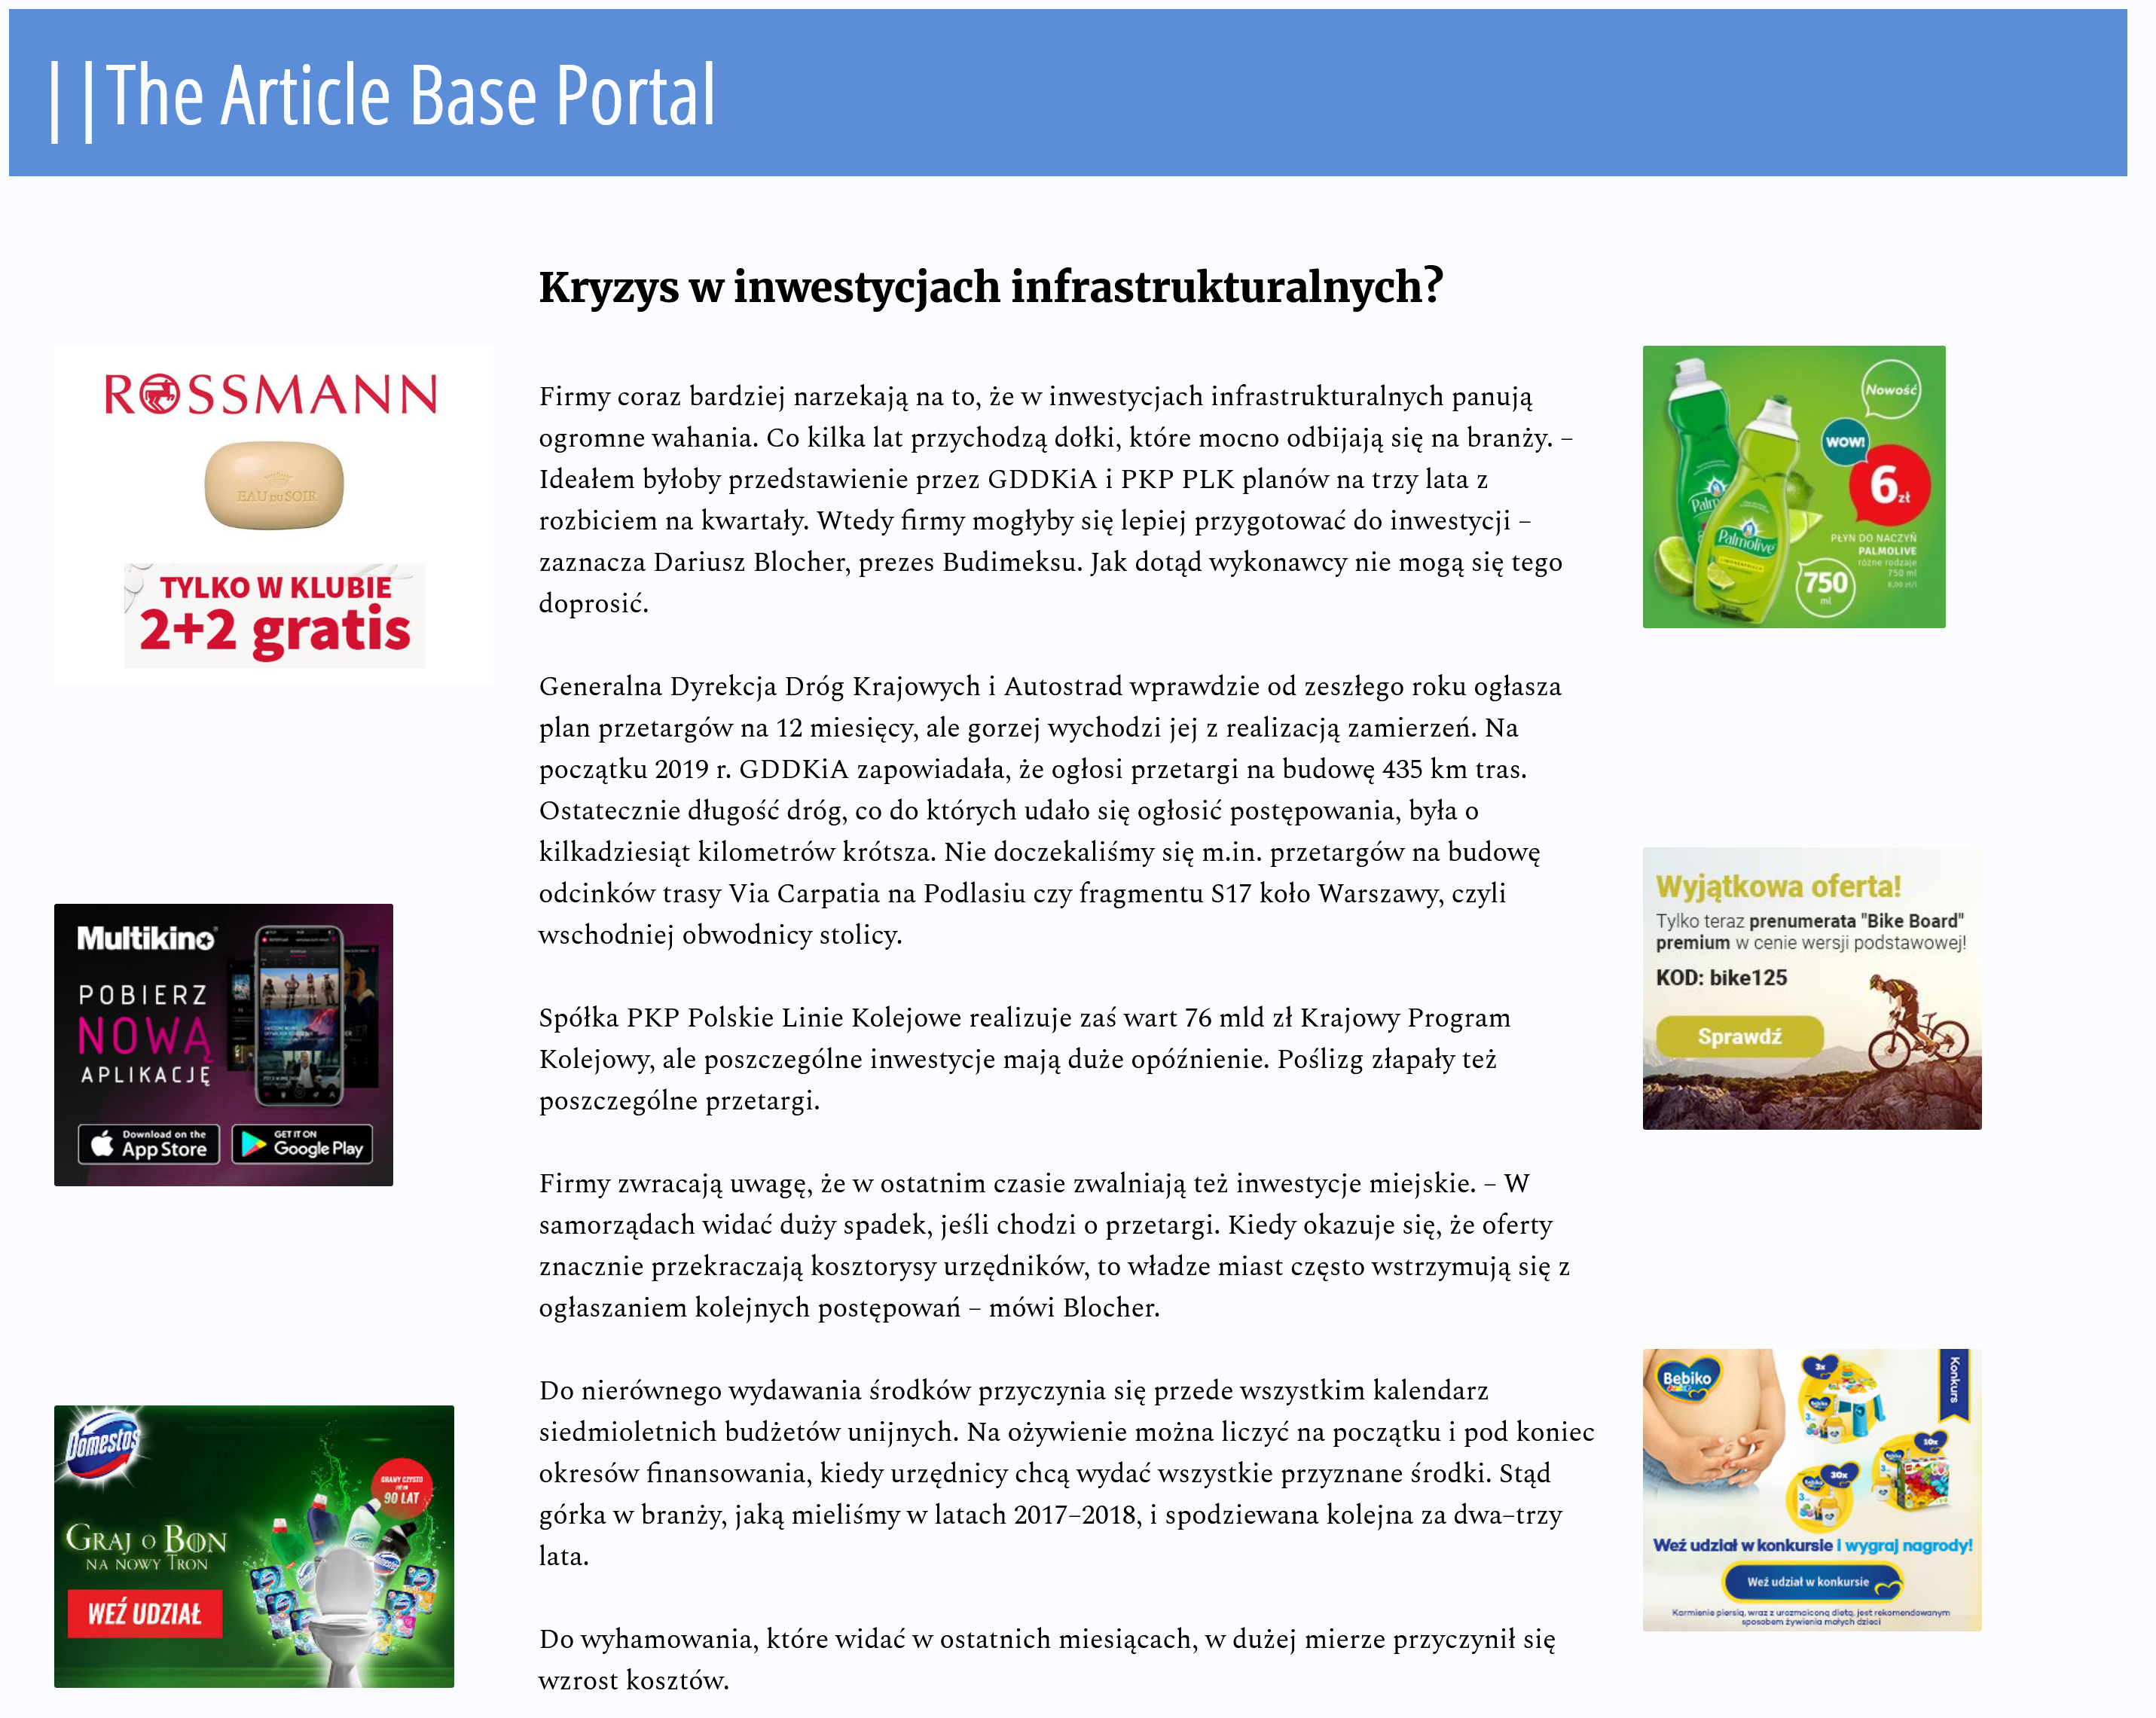 ||The Article Base Portal
Kryzys w inwestycjach infrastrukturalnych?
Firmy coraz bardziej narzekają na to, że w inwestycjach infrastrukturalnych panują
ogromne wahania. Co kilka lat przychodzą dołki, które mocno odbijają się na branży. –
Ideałem byłoby przedstawienie przez GDDKiA i PKP PLK planów na trzy lata z
rozbiciem na kwartały. Wtedy firmy mogłyby się lepiej przygotować do inwestycji –
zaznacza Dariusz Blocher, prezes Budimeksu. Jak dotąd wykonawcy nie mogą się tego
doprosić.
Generalna Dyrekcja Dróg Krajowych i Autostrad wprawdzie od zeszłego roku ogłasza
plan przetargów na 12 miesięcy, ale gorzej wychodzi jej z realizacją zamierzeń. Na
początku 2019 r. GDDKiA zapowiadała, że ogłosi przetargi na budowę 435 km tras.
Ostatecznie długość dróg, co do których udało się ogłosić postępowania, była o
kilkadziesiąt kilometrów krótsza. Nie doczekaliśmy się m.in. przetargów na budowę
odcinków trasy Via Carpatia na Podlasiu czy fragmentu S17 koło Warszawy, czyli
wschodniej obwodnicy stolicy.
Spółka PKP Polskie Linie Kolejowe realizuje zaś wart 76 mld zł Krajowy Program
Kolejowy, ale poszczególne inwestycje mają duże opóźnienie. Poślizg złapały też
poszczególne przetargi.
Firmy zwracają uwagę, że w ostatnim czasie zwalniają też inwestycje miejskie. – W
samorządach widać duży spadek, jeśli chodzi o przetargi. Kiedy okazuje się, że oferty
znacznie przekraczają kosztorysy urzędników, to władze miast często wstrzymują się z
ogłaszaniem kolejnych postępowań – mówi Blocher.
Do nierównego wydawania środków przyczynia się przede wszystkim kalendarz
siedmioletnich budżetów unijnych. Na ożywienie można liczyć na początku i pod koniec
okresów finansowania, kiedy urzędnicy chcą wydać wszystkie przyznane środki. Stąd
górka w branży, jaką mieliśmy w latach 2017–2018, i spodziewana kolejna za dwa–trzy
lata.
Do wyhamowania, które widać w ostatnich miesiącach, w dużej mierze przyczynił się
wzrost kosztów.
ROSSMANN
EAU DU SOIR
TYLKO W KLUBIE
2+2 gratis
Multikino
POBIERZ
NOWĄ
APLIKACJĘ
Download on the
App Store
GET IT ON
Google Play
Domestos
GRAMY CZYSTO
90 LAT
GRAJ O BON
NA NOWY TRON
WEŹ UDZIAŁ
Nowość
WOW!
6 zł
Palmolive
PŁYN DO NACZYŃ
PALMOLIVE
różne rodzaje
750 ml
8,00 zł/l
750
ml
Wyjątkowa oferta!
Tylko teraz prenumerata "Bike Board"
premium w cenie wersji podstawowej!
KOD: bike125
Sprawdź
Bebiko
Konkurs
3x
10x
30x
Weź udział w konkursie i wygraj nagrody!
Weź udział w konkursie
Karmienie piersią, wraz z urozmaiconą dietą, jest rekomendowanym
sposobem żywienia małych dzieci